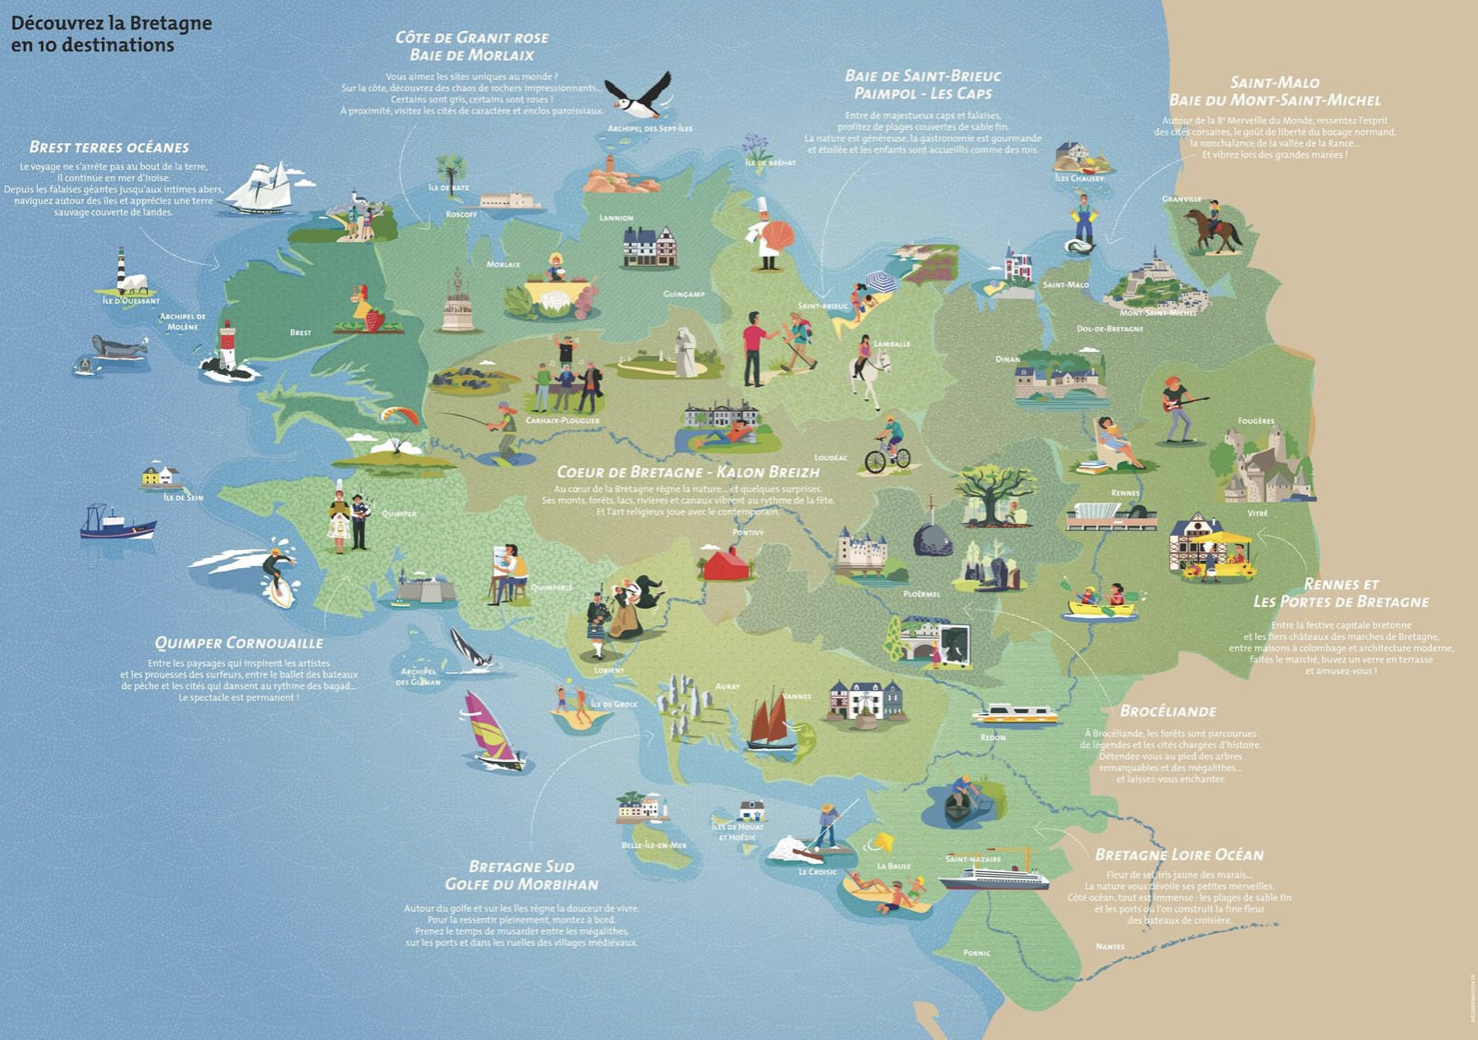 Découvrez la Bretagne
en 10 destinations
Côte de Granit rose
Baie de Morlaix
Vous aimez les sites uniques au monde ?
Sur la côte, découvrez des chaos de rochers impressionnants...
Certains sont gris, certains sont roses !
À proximité, visitez les cités de caractère et enclos paroissiaux.
Baie de Saint-Brieuc
Paimpol - Les Caps
Entre de majestueux caps et falaises,
profitez de plages couvertes de sable fin.
La nature est généreuse, la gastronomie est gourmande
et étoilée et les enfants sont accueillis comme des rois.
Saint-Malo
Baie du Mont-Saint-Michel
Autour de la 8e Merveille du Monde, ressentez l'esprit
des cités corsaires, le goût de liberté du bocage normand,
la nonchalance de la vallée de la Rance...
Et vibrez lors des grandes marées !
Brest terres océanes
Le voyage ne s'arrête pas au bout de la terre,
il continue en mer d'Iroise.
Depuis les falaises géantes jusqu'aux intimes abers,
naviguez autour des îles et appréciez une terre
sauvage couverte de landes.
Archipel des Sept-Îles
Île de Bréhat
Îles Chausey
Île de Batz
Roscoff
Lannion
Granville
Morlaix
Guingamp
Saint-Brieuc
Saint-Malo
Mont-Saint-Michel
Dol-de-Bretagne
Île d'Ouessant
Archipel de
Molène
Brest
Lamballe
Dinan
Carhaix-Plouguer
Fougères
Loudéac
Coeur de Bretagne - Kalon Breizh
Au cœur de la Bretagne règne la nature... et quelques surprises.
Ses monts, forêts, lacs, rivières et canaux vibrent au rythme de la fête.
Et l'art religieux joue avec le contemporain.
Île de Sein
Quimper
Rennes
Vitré
Pontivy
Quimperlé
Ploërmel
Rennes et
Les Portes de Bretagne
Entre la festive capitale bretonne
et les fiers châteaux des marches de Bretagne,
entre maisons à colombage et architecture moderne,
faites le marché, buvez un verre en terrasse
et amusez-vous !
Quimper Cornouaille
Entre les paysages qui inspirent les artistes
et les prouesses des surfeurs, entre le ballet des bateaux
de pêche et les cités qui dansent au rythme des bagad...
Le spectacle est permanent !
Archipel
des Glénan
Lorient
Île de Groix
Auray
Vannes
Redon
Brocéliande
À Brocéliande, les forêts sont parcourues
de légendes et les cités chargées d'histoire.
Détendez-vous au pied des arbres
remarquables et des mégalithes...
et laissez-vous enchanter.
Belle-Île-en-Mer
Îles de Houat
et Hoëdic
Le Croisic
La Baule
Saint-Nazaire
Bretagne Sud
Golfe du Morbihan
Autour du golfe et sur les îles règne la douceur de vivre.
Pour la ressentir pleinement, montez à bord.
Prenez le temps de musarder entre les mégalithes,
sur les ports et dans les ruelles des villages médiévaux.
Bretagne Loire Océan
Fleur de sel, iris jaune des marais...
La nature vous dévoile ses petites merveilles.
Côté océan, tout est immense : les plages de sable fin
et les ports où l'on construit la fine fleur
des bateaux de croisière.
Pornic
Nantes